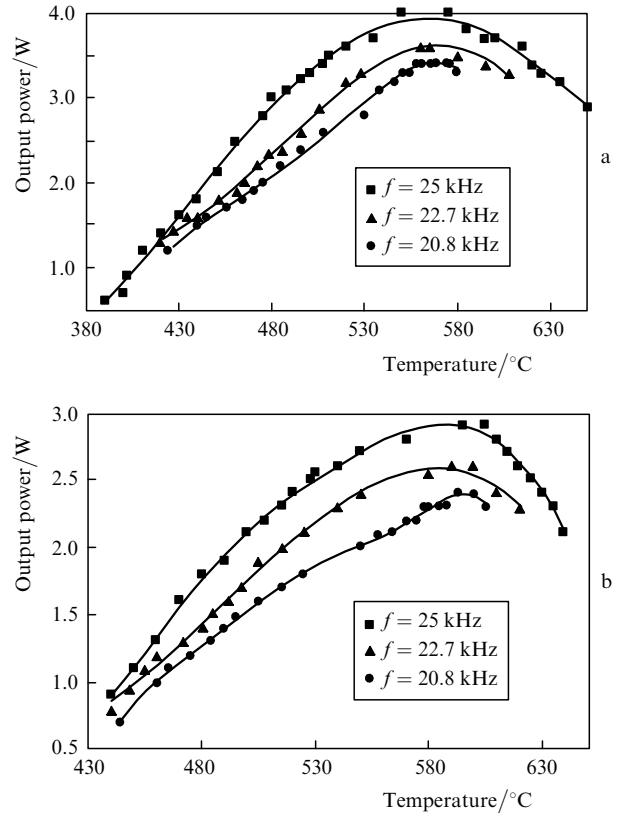 Output power/W
4.0
3.0
2.0
1.0
f = 25 kHz
f = 22.7 kHz
f = 20.8 kHz
a
380 430 480 530 580 630
Temperature/°C
Output power/W
3.0
2.5
2.0
1.5
1.0
0.5
f = 25 kHz
f = 22.7 kHz
f = 20.8 kHz
b
430 480 530 580 630
Temperature/°C